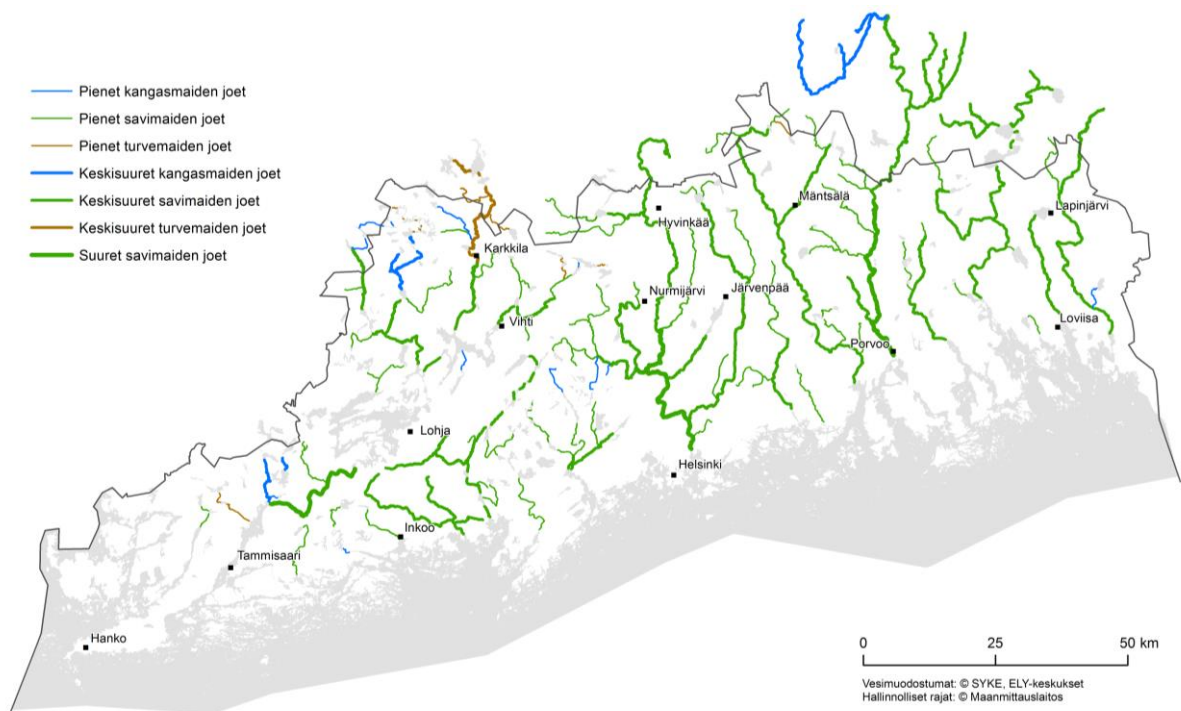 Pienet kangasmaiden joet
Pienet savimaiden joet
Pienet turvemaiden joet
Keskisuuret kangasmaiden joet
Keskisuuret savimaiden joet
Keskisuuret turvemaiden joet
Suuret savimaiden joet
Mäntsälä
Lapinjärvi
Hyvinkää
Karkkila
Nurmijärvi
Järvenpää
Vihti
Loviisa
Porvoo
Lohja
Helsinki
Inkoo
Tammisaari
Hanko
0 25 50 km
Vesimuodostumat: © SYKE, ELY-keskukset
Hallinnolliset rajat: © Maanmittauslaitos